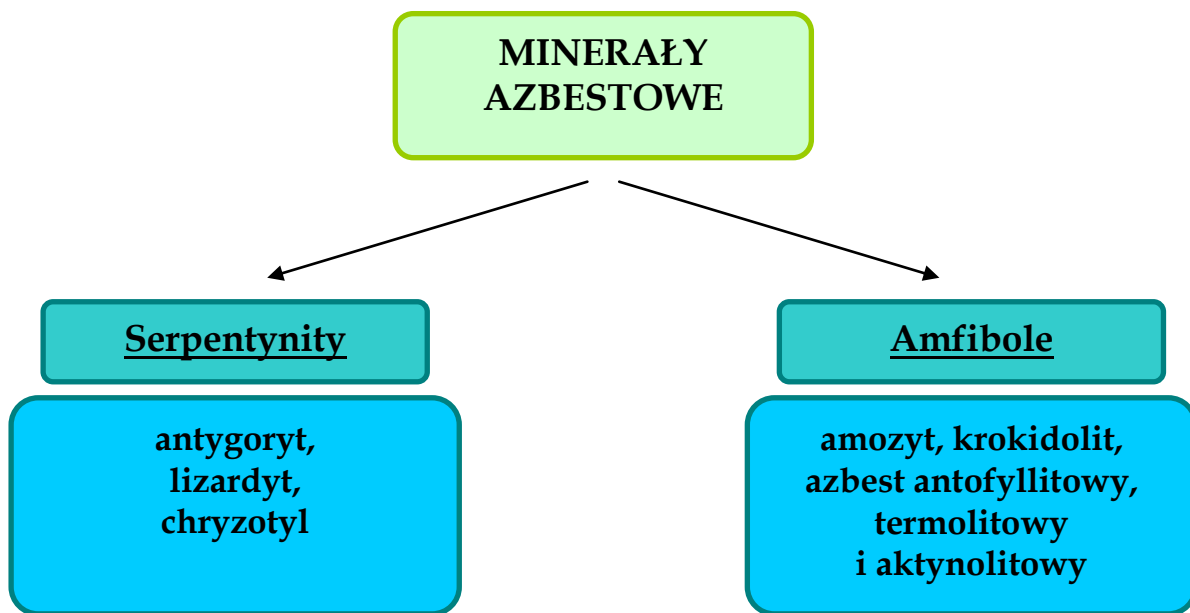 MINERAŁY
AZBESTOWE
Serpentynity
Amfibole
antygoryt,
lizardyt,
chryzotyl
amozyt, krokidolit,
azbest antofyllitowy,
termolitowy
i aktynolitowy